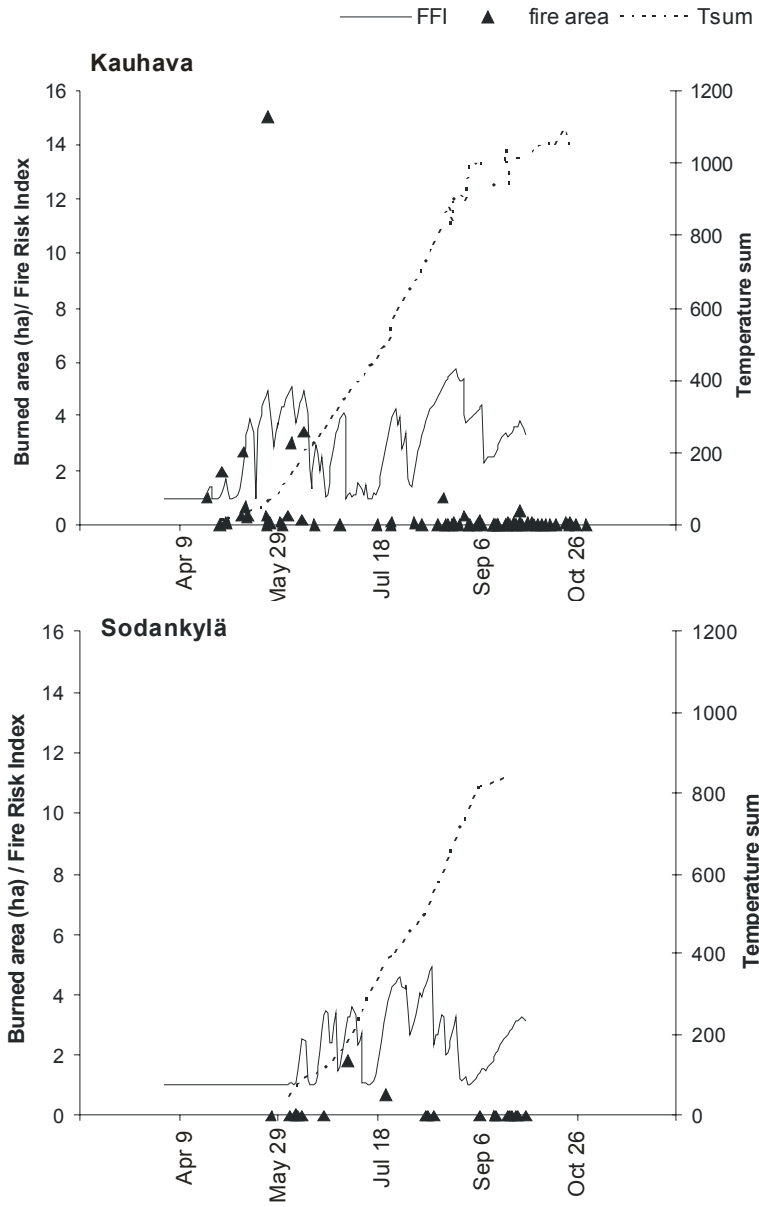 FFI fire area Tsum
Kauhava
16 1200
14 1000
12 800
10
8 600
6 400
4 200
2
0 0
Burned area (ha)/ Fire Risk Index
Temperature sum
Apr 9 May 29 Jul 18 Sep 6 Oct 26
Sodankylä
16 1200
14 1000
12 800
10
8 600
6 400
4 200
2
0 0
Burned area (ha) / Fire Risk Index
Temperature sum
Apr 9 May 29 Jul 18 Sep 6 Oct 26